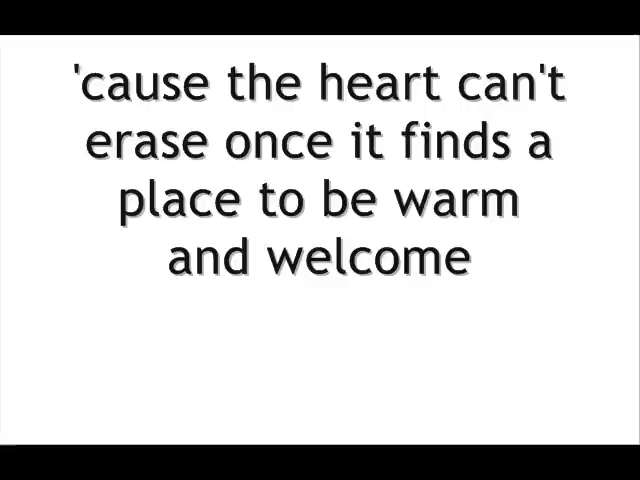 'cause the heart can't
erase once it finds a
place to be warm
and welcome